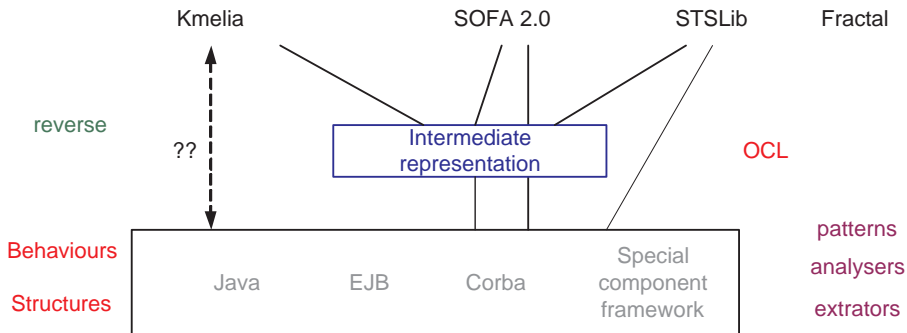 Kmelia SOFA 2.0 STSLib Fractal
reverse
Intermediate
representation
?? OCL
patterns
Behaviours
Special
analysers
Java EJB Corba component
Structures framework extrators